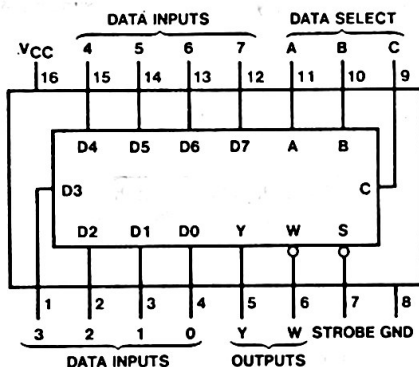 DATA INPUTS DATA SELECT
VCC 4 5 6 7 A B C
16 15 14 13 12 11 10 9
D4 D5 D6 D7 A B
D3 C
D2 D1 D0 Y W S
1 2 3 4 5 6 7 8
3 2 1 0 Y W STROBE GND
DATA INPUTS OUTPUTS